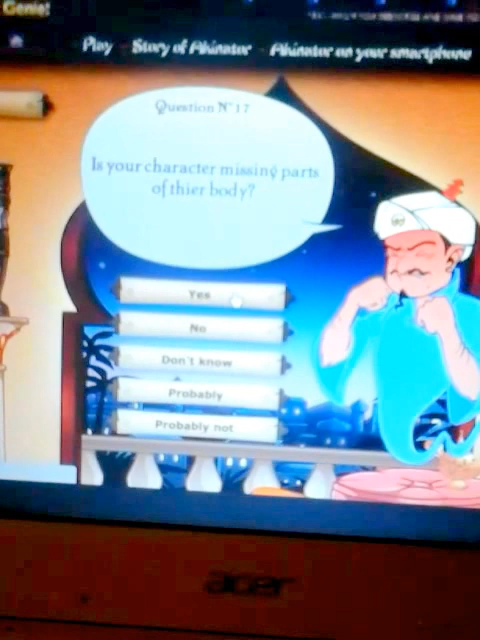 Genie!
Play Story of Akinator Akinator on your smartphone
Question N°17
Is your character missing parts
of thier body?
Yes
No
Don't know
Probably
Probably not
acer